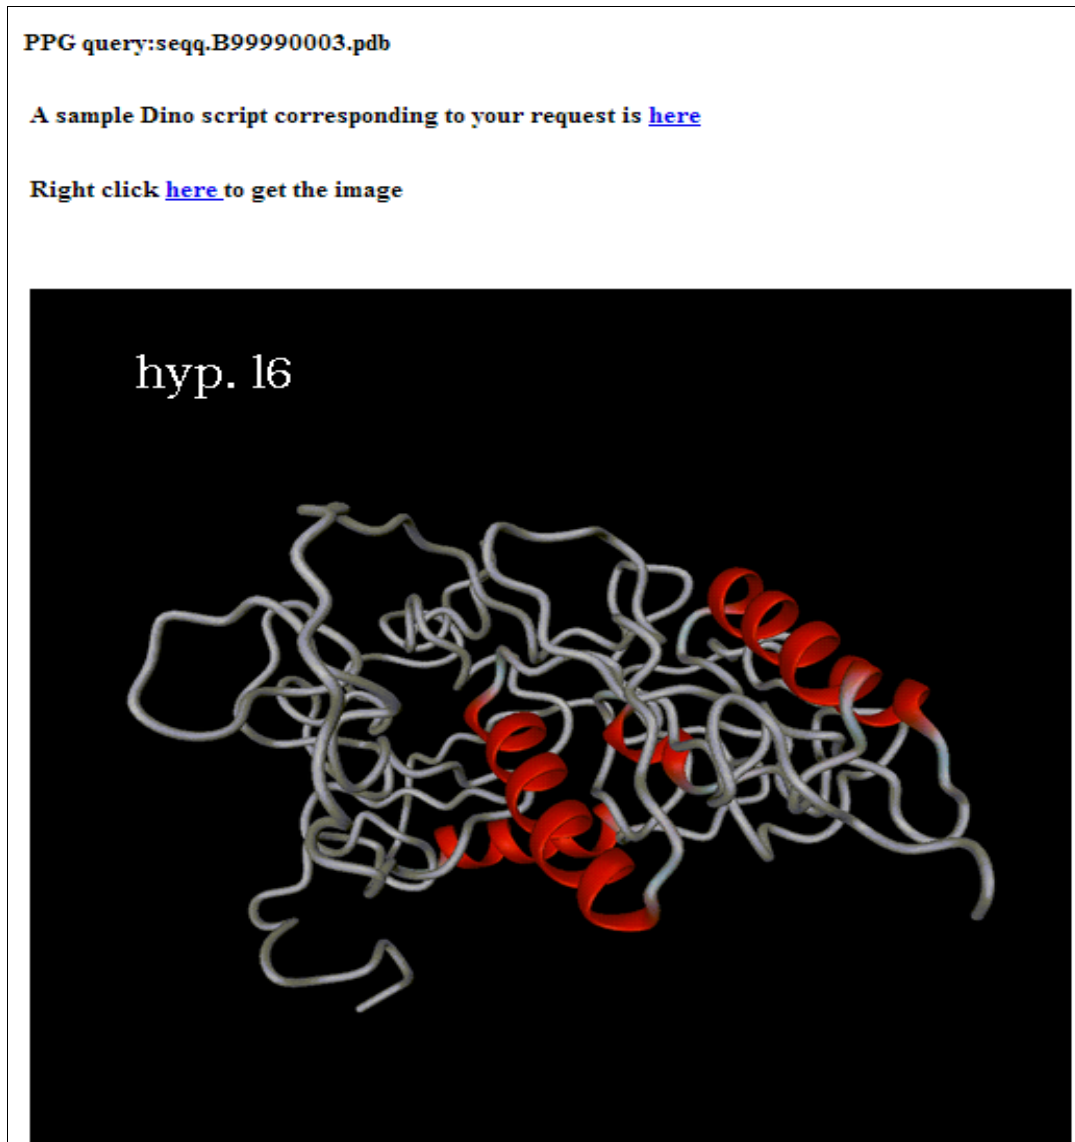 PPG query:seqq.B99990003.pdb
A sample Dino script corresponding to your request is here
Right click here to get the image
hyp. l6